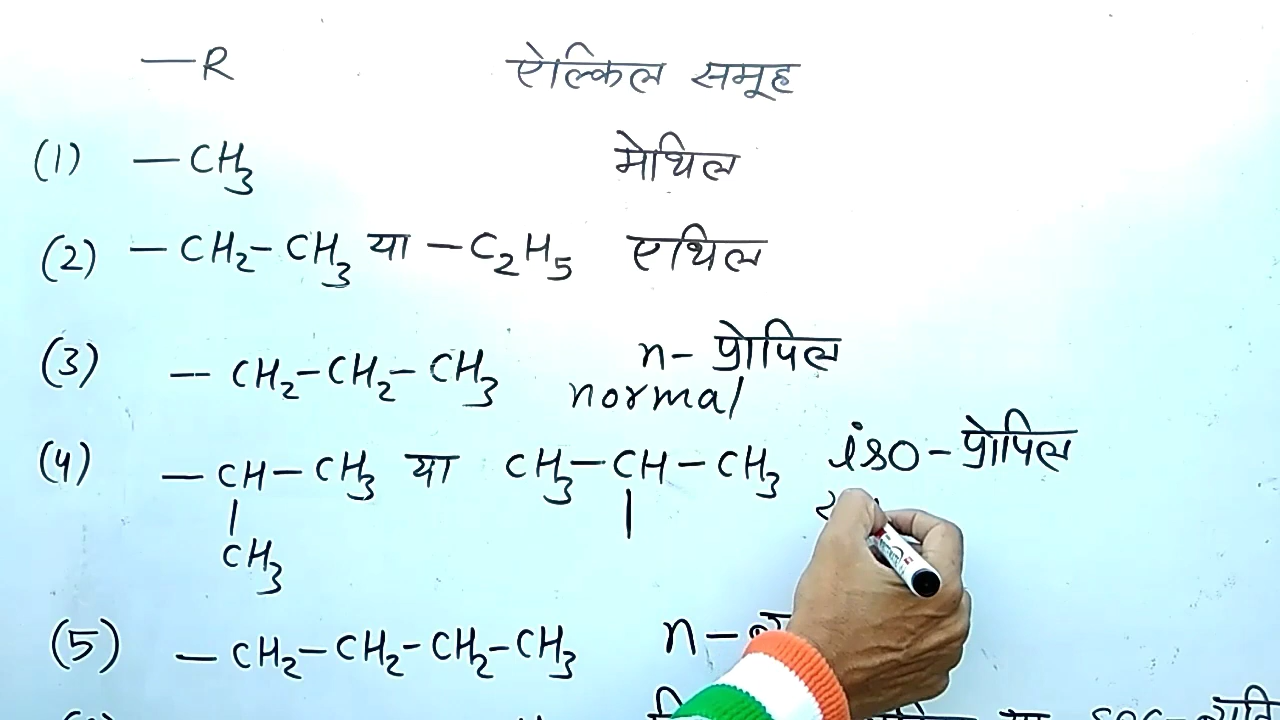 —R ऐल्किल समूह
(1) —CH₃ मेथिल
(2) —CH₂—CH₃ या —C₂H₅ एथिल
(3) —CH₂—CH₂—CH₃ n-प्रोपिल
normal
(4) —CH—CH₃ या CH₃—CH—CH₃ iso-प्रोपिल
| |
CH₃
(5) —CH₂—CH₂—CH₂—CH₃ n-